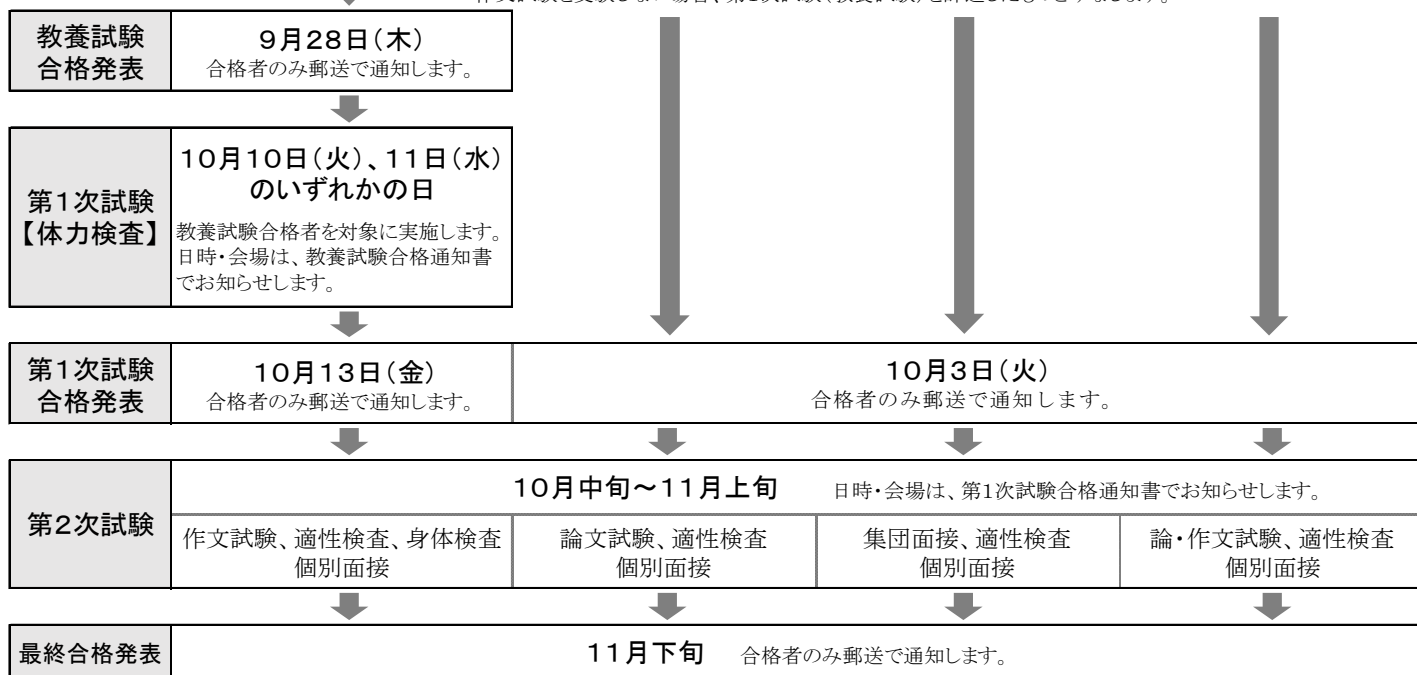 教養試験
合格発表
9月28日（木）
合格者のみ郵送で通知します。
第1次試験
【体力検査】
10月10日（火）、11日（水）
のいずれかの日
教養試験合格者を対象に実施します。
日時・会場は、教養試験合格通知書
でお知らせします。
第1次試験
合格発表
10月13日（金）
合格者のみ郵送で通知します。
10月3日（火）
合格者のみ郵送で通知します。
第2次試験
10月中旬～11月上旬 日時・会場は、第1次試験合格通知書でお知らせします。
作文試験、適性検査、身体検査
個別面接
論文試験、適性検査
個別面接
集団面接、適性検査
個別面接
論・作文試験、適性検査
個別面接
最終合格発表
11月下旬 合格者のみ郵送で通知します。